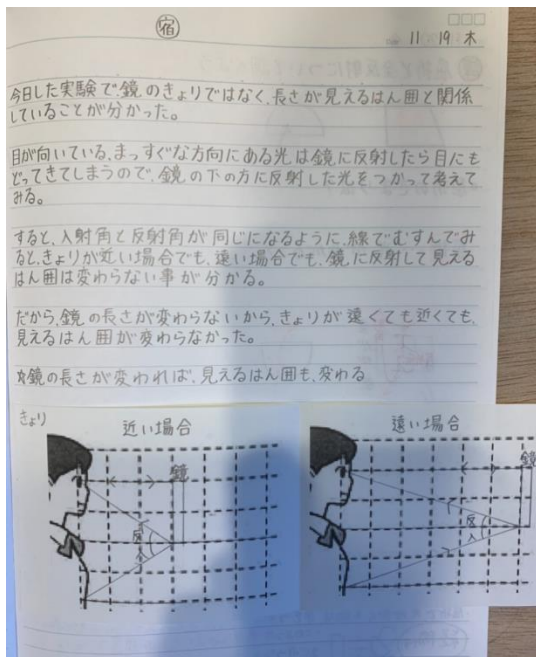 宿
11 19 木
今日した実験で、鏡のきょりではなく、長さが見えるはん囲と関係
していることが分かった。
目が向いている、まっすぐな方向にある光は鏡に反射したら目にも
どってきてしまうので、鏡の下の方に反射した光をつかって考えて
みる。
すると、入射角と反射角が同じになるように、線でむすんでみ
ると、きょりが近い場合でも、遠い場合でも、鏡に反射して見える
はん囲は変わらない事が分かる。
だから、鏡の長さが変わらないから、きょりが遠くても近くても、
見えるはん囲が変わらなかった。
☆鏡の長さが変われば、見えるはん囲も、変わる
きょり
近い場合
鏡
反
入
遠い場合
鏡
反
入